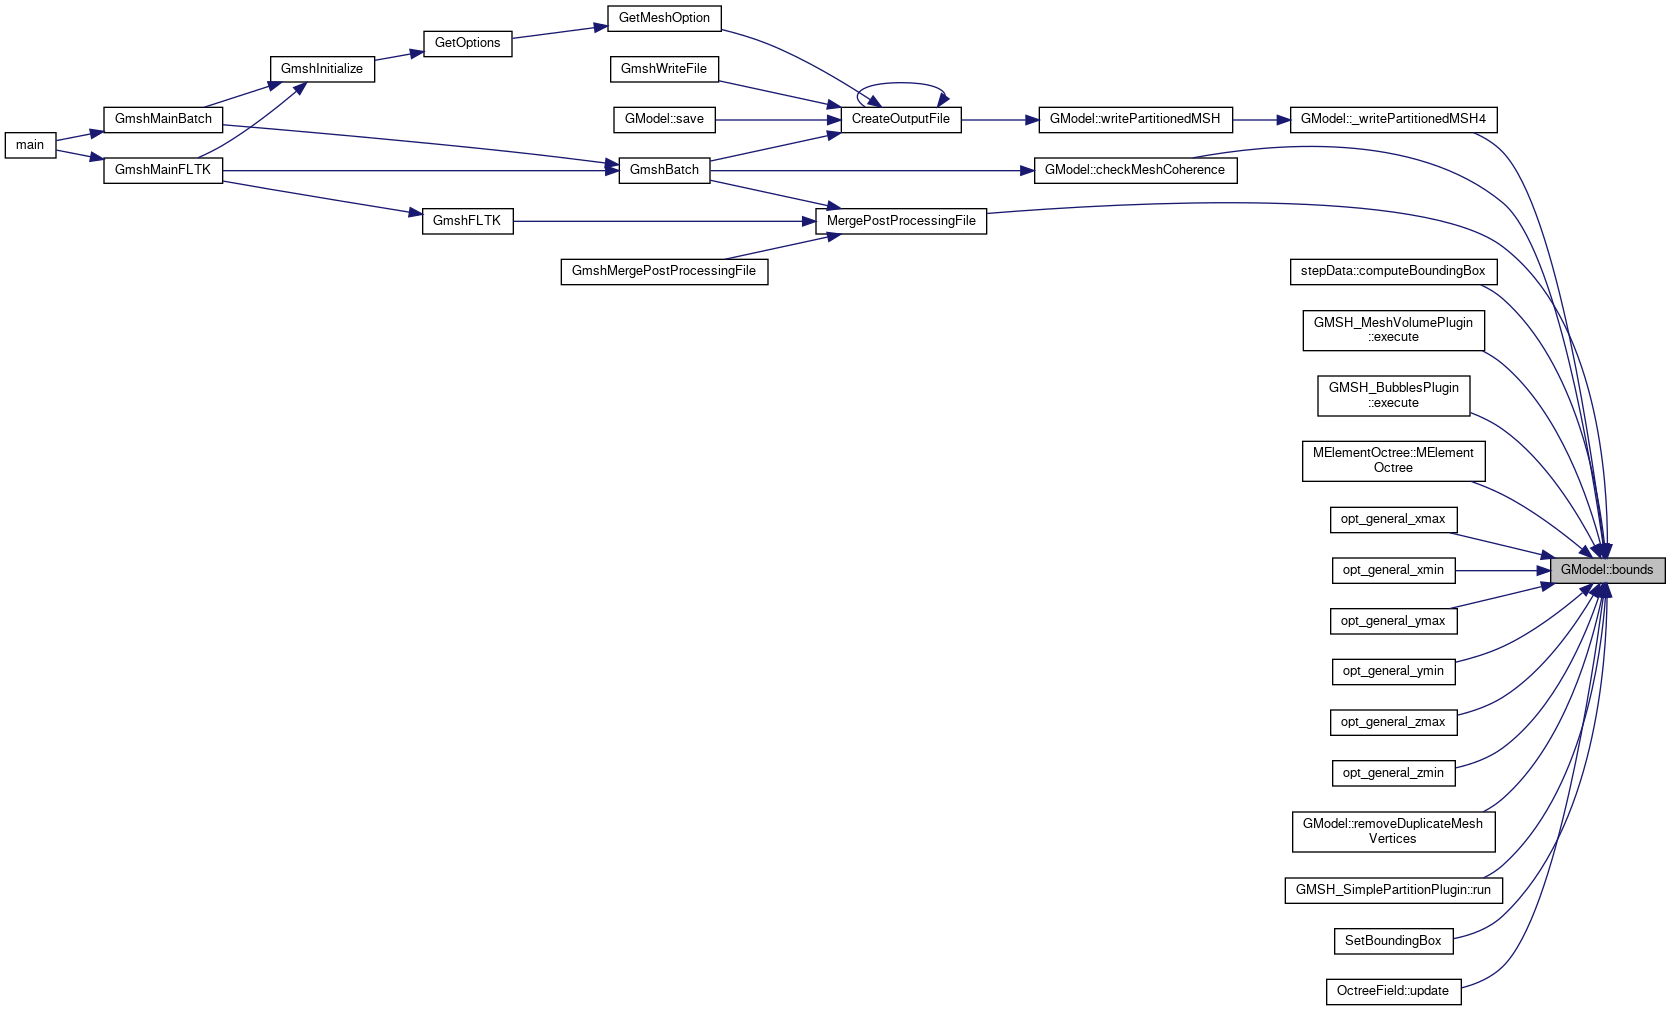 GetMeshOption
GetOptions
GmshInitialize
GmshWriteFile
GmshMainBatch
GModel::save
CreateOutputFile
GModel::writePartitionedMSH
GModel::_writePartitionedMSH4
main
GmshMainFLTK
GmshBatch
GModel::checkMeshCoherence
GmshFLTK
MergePostProcessingFile
GmshMergePostProcessingFile
stepData::computeBoundingBox
GMSH_MeshVolumePlugin
::execute
GMSH_BubblesPlugin
::execute
MElementOctree::MElement
Octree
opt_general_xmax
opt_general_xmin
GModel::bounds
opt_general_ymax
opt_general_ymin
opt_general_zmax
opt_general_zmin
GModel::removeDuplicateMesh
Vertices
GMSH_SimplePartitionPlugin::run
SetBoundingBox
OctreeField::update